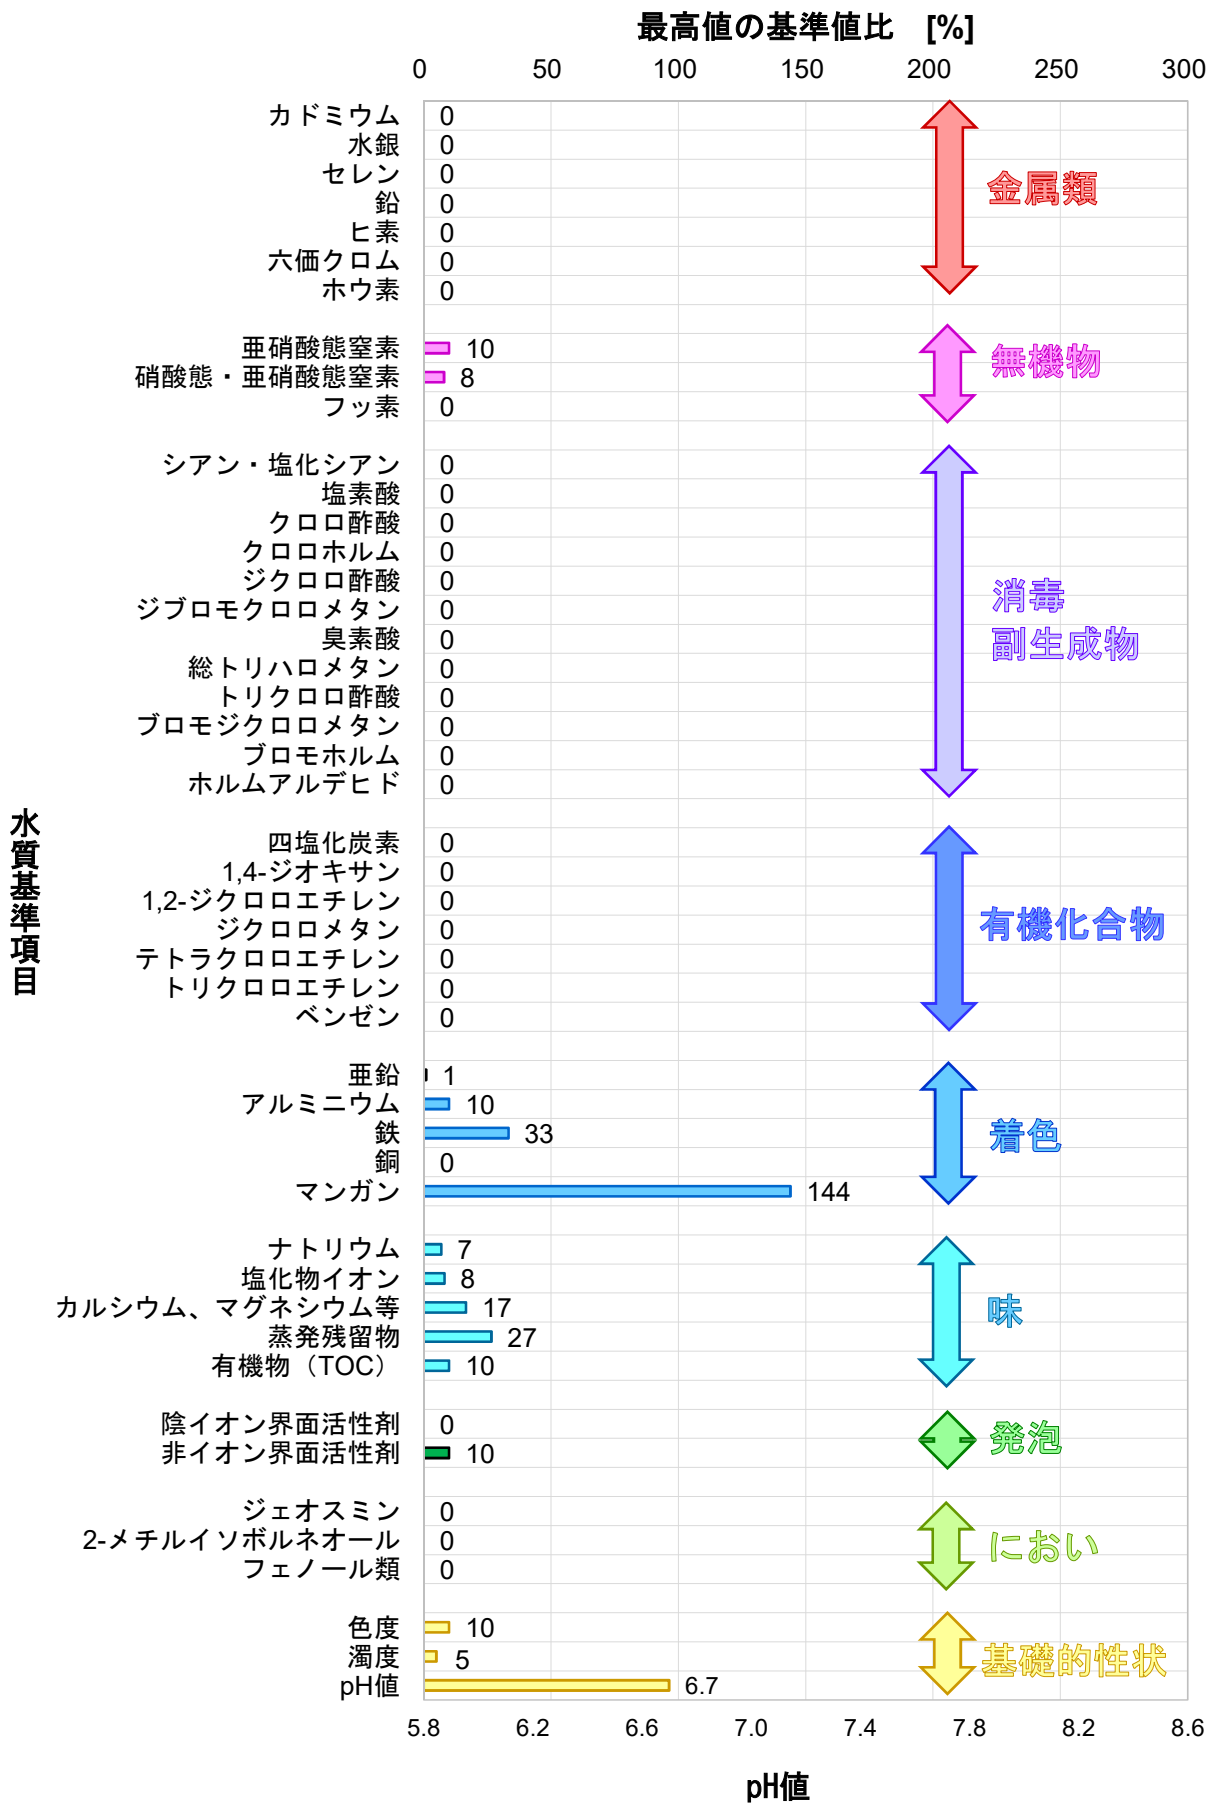 最高値の基準値比　[%]
0 50 100 150 200 250 300
カドミウム 0
水銀 0
セレン 0
鉛 0
ヒ素 0
六価クロム 0
ホウ素 0
金属類
亜硝酸態窒素 10
硝酸態・亜硝酸態窒素 8
フッ素 0
無機物
シアン・塩化シアン 0
塩素酸 0
クロロ酢酸 0
クロロホルム 0
ジクロロ酢酸 0
ジブロモクロロメタン 0
臭素酸 0
総トリハロメタン 0
トリクロロ酢酸 0
ブロモジクロロメタン 0
ブロモホルム 0
ホルムアルデヒド 0
消毒
副生成物
水質基準項目
四塩化炭素 0
1,4-ジオキサン 0
1,2-ジクロロエチレン 0
ジクロロメタン 0
テトラクロロエチレン 0
トリクロロエチレン 0
ベンゼン 0
有機化合物
亜鉛 1
アルミニウム 10
鉄 33
銅 0
マンガン 144
着色
ナトリウム 7
塩化物イオン 8
カルシウム、マグネシウム等 17
蒸発残留物 27
有機物（TOC） 10
味
陰イオン界面活性剤 0
非イオン界面活性剤 10
発泡
ジェオスミン 0
2-メチルイソボルネオール 0
フェノール類 0
におい
色度 10
濁度 5
pH値 6.7
基礎的性状
5.8 6.2 6.6 7.0 7.4 7.8 8.2 8.6
pH値